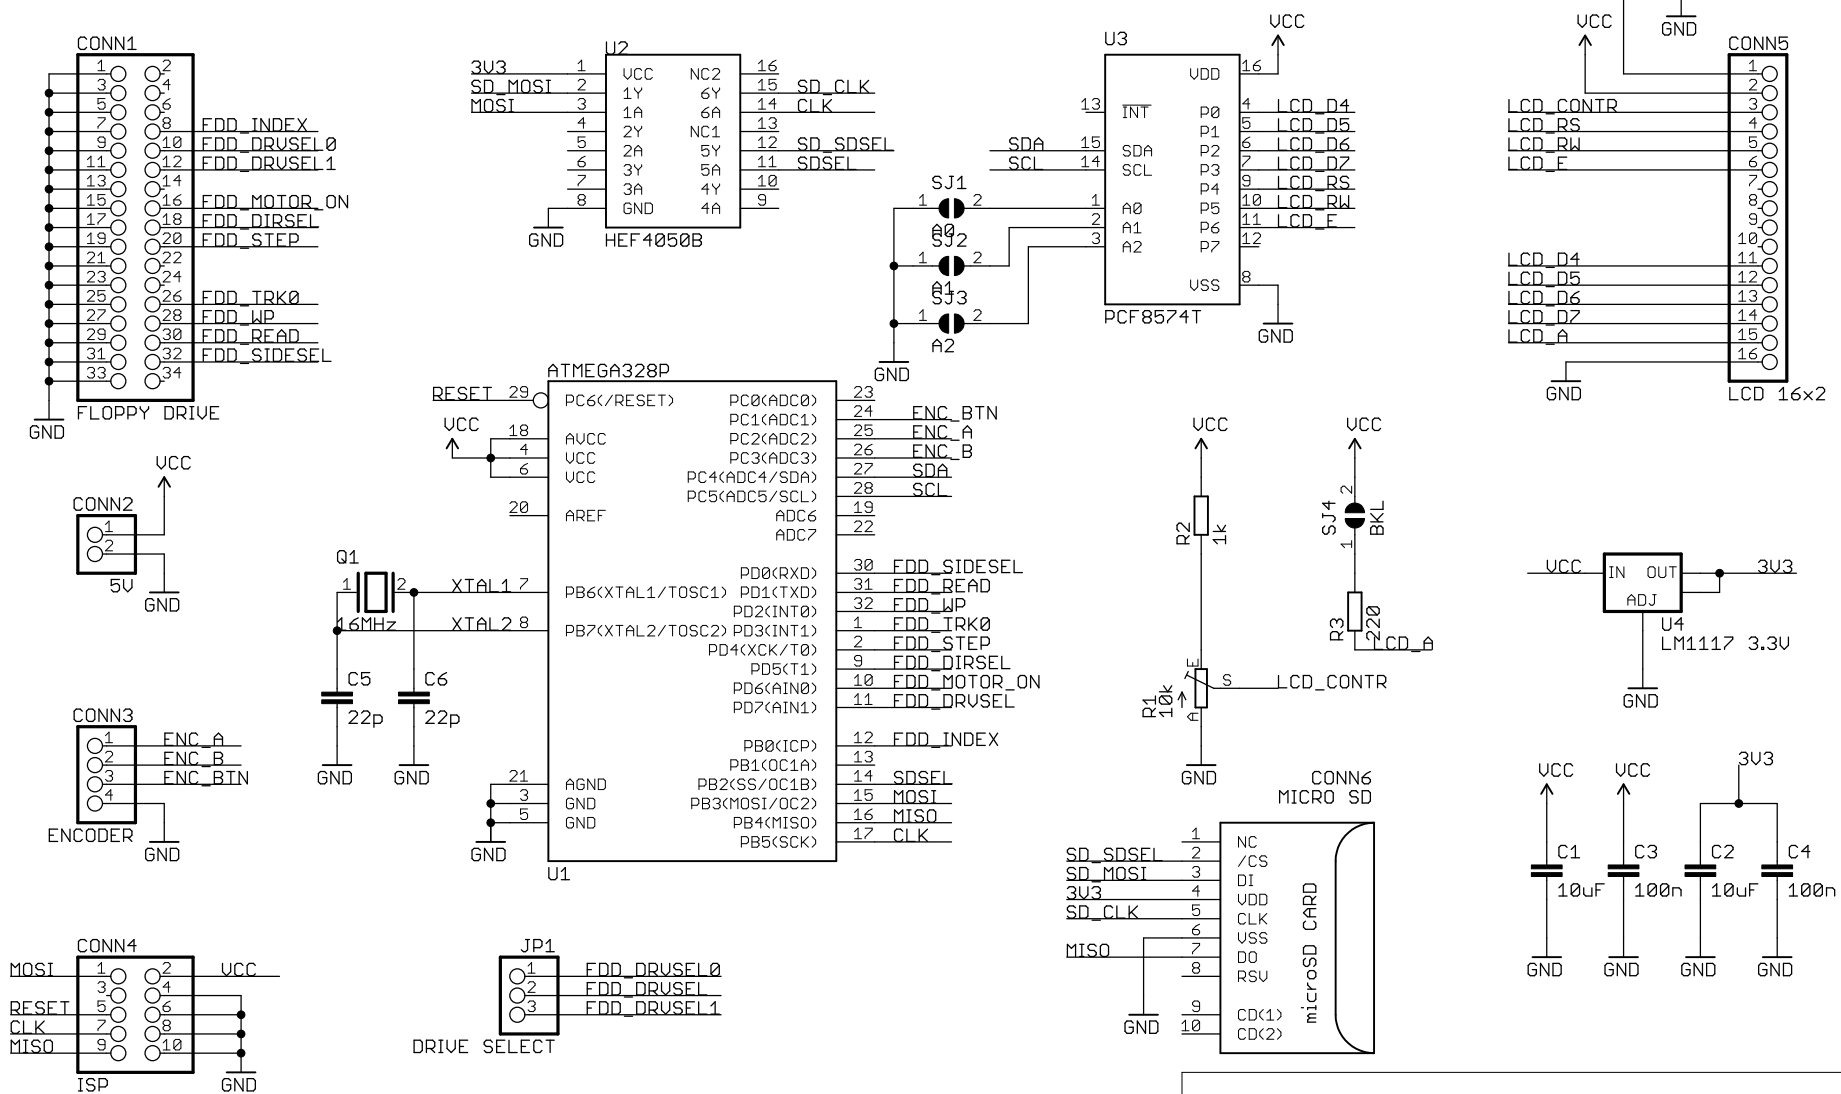 CONN1
1 2
3 4
5 6
7 8 FDD_INDEX
9 10 FDD_DRVSEL0
11 12 FDD_DRVSEL1
13 14
15 16 FDD_MOTOR_ON
17 18 FDD_DIRSEL
19 20 FDD_STEP
21 22
23 24
25 26 FDD_TRK0
27 28 FDD_WP
29 30 FDD_READ
31 32 FDD_SIDESEL
33 34
GND FLOPPY DRIVE
U2
3V3 1 VCC NC2 16
SD_MOSI 2 1Y 6Y 15 SD_CLK
MOSI 3 1A 6A 14 CLK
4 2Y NC1 13
5 2A 5Y 12 SD_SDSEL
6 3Y 5A 11 SDSEL
7 3A 4Y 10
8 GND 4A 9
GND HEF4050B
U3
VCC
VDD 16
13 INT P0 4 LCD_D4
P1 5 LCD_D5
SDA 15 SDA P2 6 LCD_D6
SCL 14 SCL P3 7 LCD_D7
P4 9 LCD_RS
1 A0 P5 10 LCD_RW
2 A1 P6 11 LCD_E
3 A2 P7 12
VSS 8
PCF8574T GND
SJ1
1 2
A0
SJ2
1 2
A1
SJ3
1 2
A2
GND
GND
VCC
CONN5
1
2
LCD_CONTR 3
LCD_RS 4
LCD_RW 5
LCD_E 6
7
8
9
10
LCD_D4 11
LCD_D5 12
LCD_D6 13
LCD_D7 14
LCD_A 15
16
GND LCD 16x2
ATMEGA328P
RESET 29 PC6(/RESET) PC0(ADC0) 23
PC1(ADC1) 24 ENC_BTN
VCC 18 AVCC PC2(ADC2) 25 ENC_A
4 VCC PC3(ADC3) 26 ENC_B
6 VCC PC4(ADC4/SDA) 27 SDA
PC5(ADC5/SCL) 28 SCL
20 AREF ADC6 19
ADC7 22
PD0(RXD) 30 FDD_SIDESEL
XTAL1 7 PB6(XTAL1/TOSC1) PD1(TXD) 31 FDD_READ
PD2(INT0) 32 FDD_WP
XTAL2 8 PB7(XTAL2/TOSC2) PD3(INT1) 1 FDD_TRK0
PD4(XCK/T0) 2 FDD_STEP
PD5(T1) 9 FDD_DIRSEL
PD6(AIN0) 10 FDD_MOTOR_ON
PD7(AIN1) 11 FDD_DRVSEL
PB0(ICP) 12 FDD_INDEX
PB1(OC1A) 13
21 AGND PB2(SS/OC1B) 14 SDSEL
3 GND PB3(MOSI/OC2) 15 MOSI
5 GND PB4(MISO) 16 MISO
PB5(SCK) 17 CLK
GND
U1
Q1
1 2
16MHz
C5
22p
C6
22p
GND GND
VCC
CONN2
1
2
5V
GND
CONN3
1 ENC_A
2 ENC_B
3 ENC_BTN
4
ENCODER GND
CONN4
MOSI 1 2 VCC
3 4
RESET 5 6
CLK 7 8
MISO 9 10
ISP GND
JP1
1 FDD_DRVSEL0
2 FDD_DRVSEL
3 FDD_DRVSEL1
DRIVE SELECT
VCC
R2
1k
E
R1
10k
S LCD_CONTR
A
GND
VCC
2
SJ4
BKL
1
R3
220
LCD_A
VCC IN OUT 3V3
ADJ
U4
LM1117 3.3V
GND
CONN6
MICRO SD
1 NC
SD_SDSEL 2 /CS
SD_MOSI 3 DI
3V3 4 VDD
SD_CLK 5 CLK
6 VSS
MISO 7 DO
8 RSV
9 CD(1)
10 CD(2)
GND
microSD CARD
VCC VCC 3V3
C1 C3 C2 C4
10uF 100n 10uF 100n
GND GND GND GND